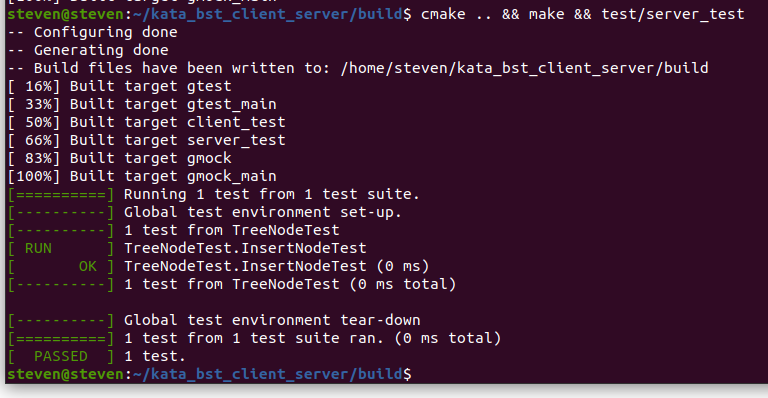 steven@steven:~/kata_bst_client_server/build$ cmake .. && make && test/server_test
-- Configuring done
-- Generating done
-- Build files have been written to: /home/steven/kata_bst_client_server/build
[ 16%] Built target gtest
[ 33%] Built target gtest_main
[ 50%] Built target client_test
[ 66%] Built target server_test
[ 83%] Built target gmock
[100%] Built target gmock_main
[==========] Running 1 test from 1 test suite.
[----------] Global test environment set-up.
[----------] 1 test from TreeNodeTest
[ RUN      ] TreeNodeTest.InsertNodeTest
[       OK ] TreeNodeTest.InsertNodeTest (0 ms)
[----------] 1 test from TreeNodeTest (0 ms total)

[----------] Global test environment tear-down
[==========] 1 test from 1 test suite ran. (0 ms total)
[  PASSED  ] 1 test.
steven@steven:~/kata_bst_client_server/build$